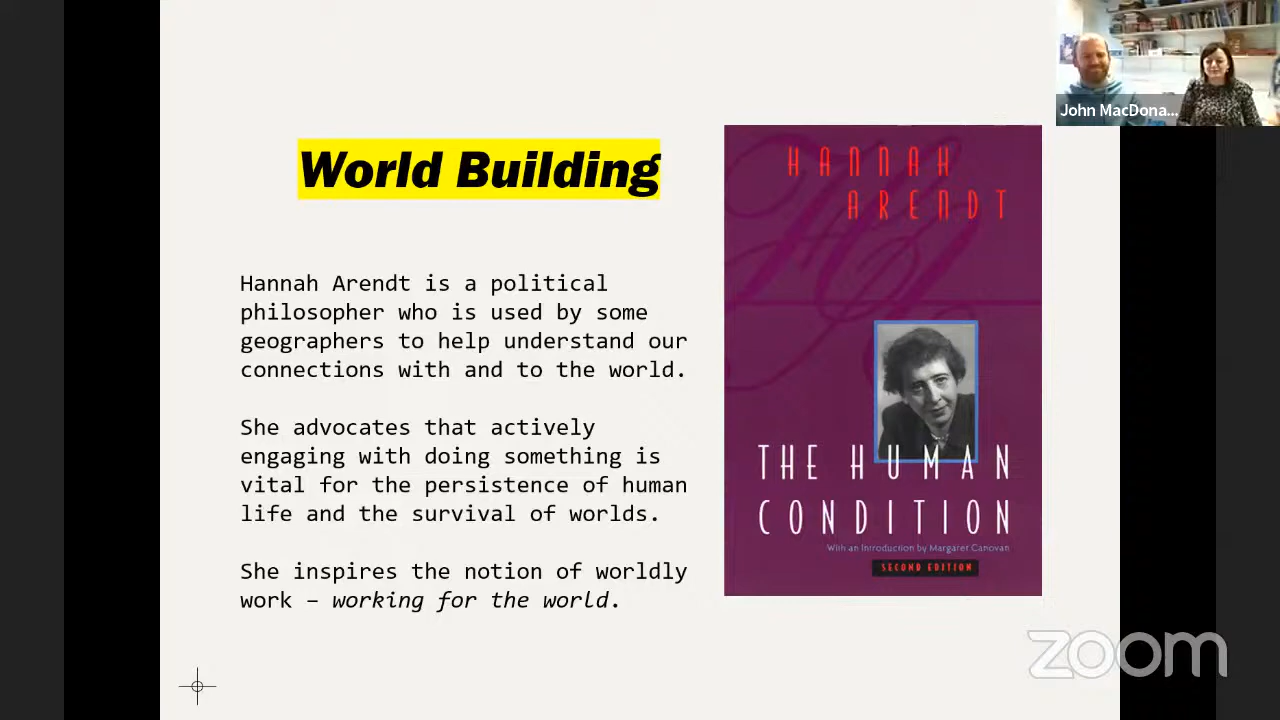 World Building
Hannah Arendt is a political
philosopher who is used by some
geographers to help understand our
connections with and to the world.
She advocates that actively
engaging with doing something is
vital for the persistence of human
life and the survival of worlds.
She inspires the notion of worldly
work – working for the world.
HANNAH
ARENDT
THE HUMAN
CONDITION
With an Introduction by Margaret Canovan
SECOND EDITION
John MacDona...
zoom